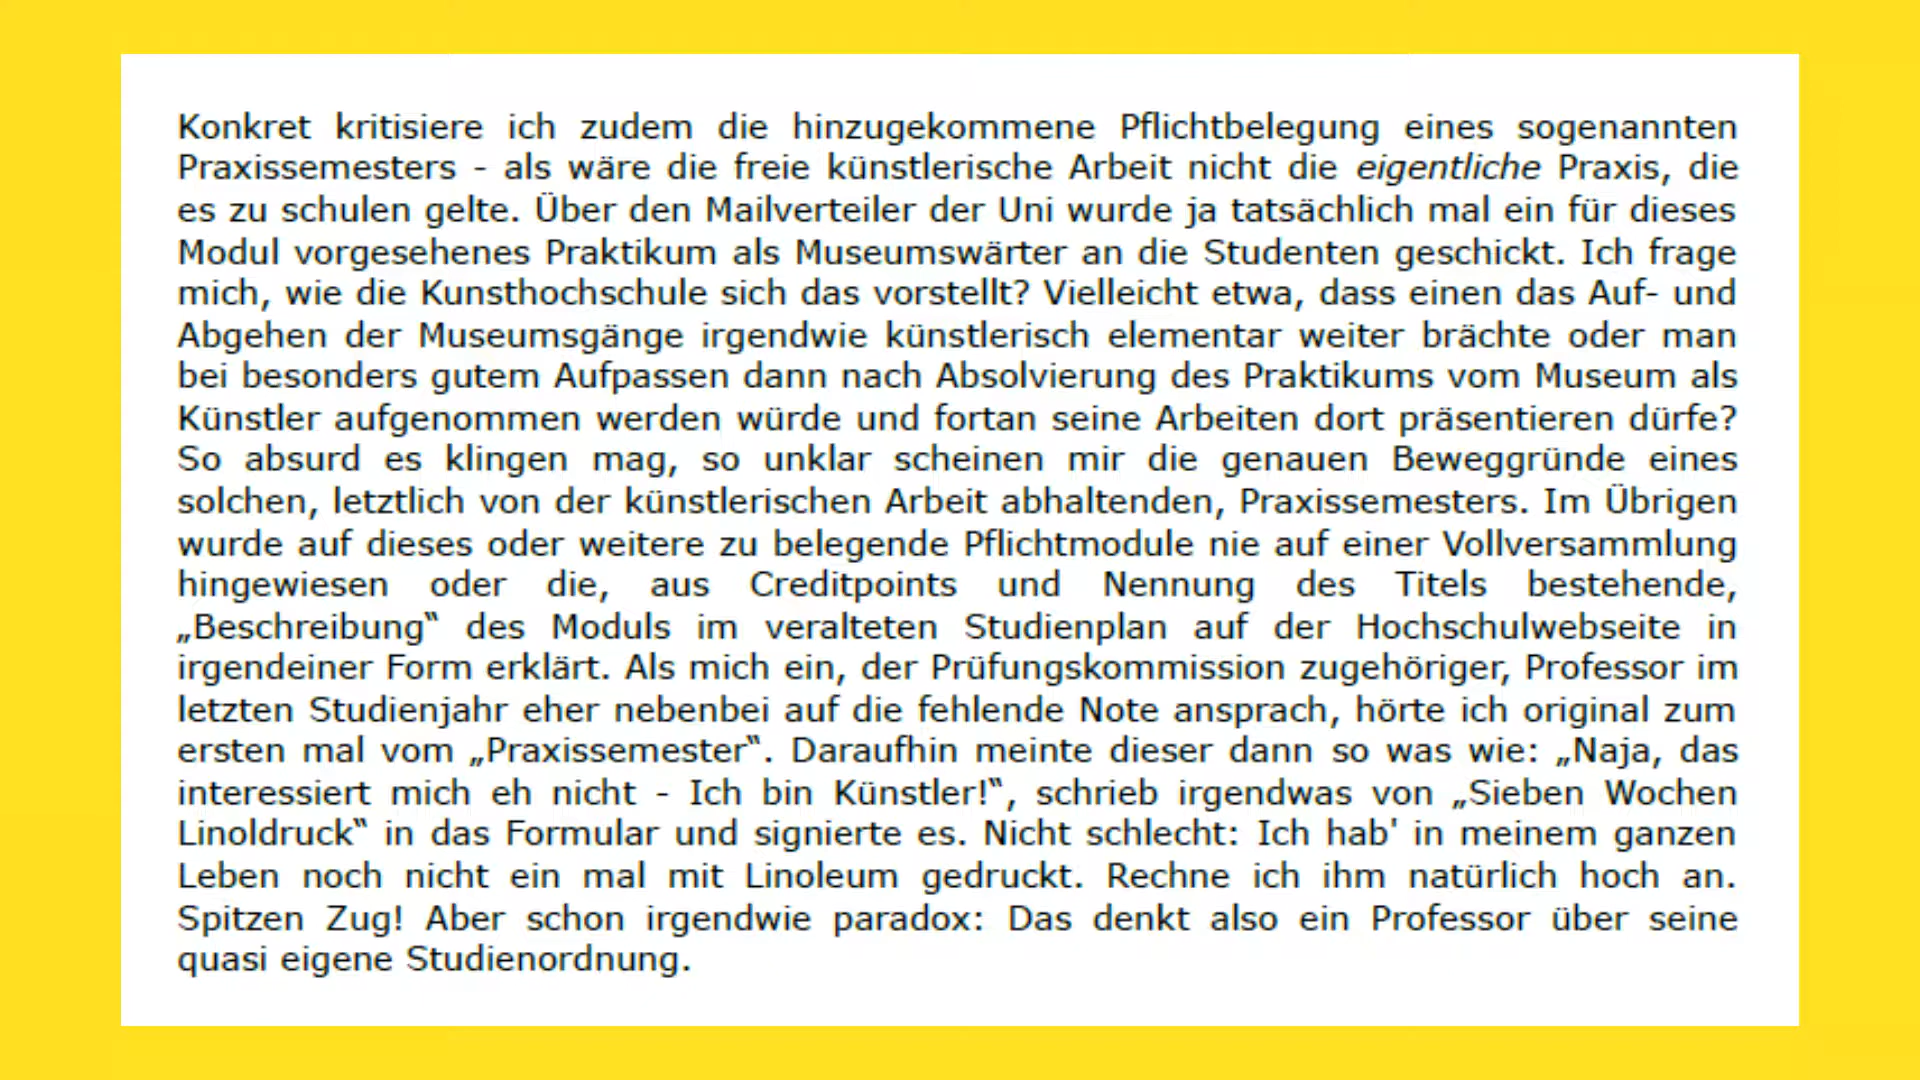 Konkret kritisiere ich zudem die hinzugekommene Pflichtbelegung eines sogenannten
Praxissemesters - als wäre die freie künstlerische Arbeit nicht die eigentliche Praxis, die
es zu schulen gelte. Über den Mailverteiler der Uni wurde ja tatsächlich mal ein für dieses
Modul vorgesehenes Praktikum als Museumswärter an die Studenten geschickt. Ich frage
mich, wie die Kunsthochschule sich das vorstellt? Vielleicht etwa, dass einen das Auf- und
Abgehen der Museumsgänge irgendwie künstlerisch elementar weiter brächte oder man
bei besonders gutem Aufpassen dann nach Absolvierung des Praktikums vom Museum als
Künstler aufgenommen werden würde und fortan seine Arbeiten dort präsentieren dürfe?
So absurd es klingen mag, so unklar scheinen mir die genauen Beweggründe eines
solchen, letztlich von der künstlerischen Arbeit abhaltenden, Praxissemesters. Im Übrigen
wurde auf dieses oder weitere zu belegende Pflichtmodule nie auf einer Vollversammlung
hingewiesen oder die, aus Creditpoints und Nennung des Titels bestehende,
„Beschreibung“ des Moduls im veralteten Studienplan auf der Hochschulwebseite in
irgendeiner Form erklärt. Als mich ein, der Prüfungskommission zugehöriger, Professor im
letzten Studienjahr eher nebenbei auf die fehlende Note ansprach, hörte ich original zum
ersten mal vom „Praxissemester“. Daraufhin meinte dieser dann so was wie: „Naja, das
interessiert mich eh nicht - Ich bin Künstler!“, schrieb irgendwas von „Sieben Wochen
Linoldruck“ in das Formular und signierte es. Nicht schlecht: Ich hab' in meinem ganzen
Leben noch nicht ein mal mit Linoleum gedruckt. Rechne ich ihm natürlich hoch an.
Spitzen Zug! Aber schon irgendwie paradox: Das denkt also ein Professor über seine
quasi eigene Studienordnung.